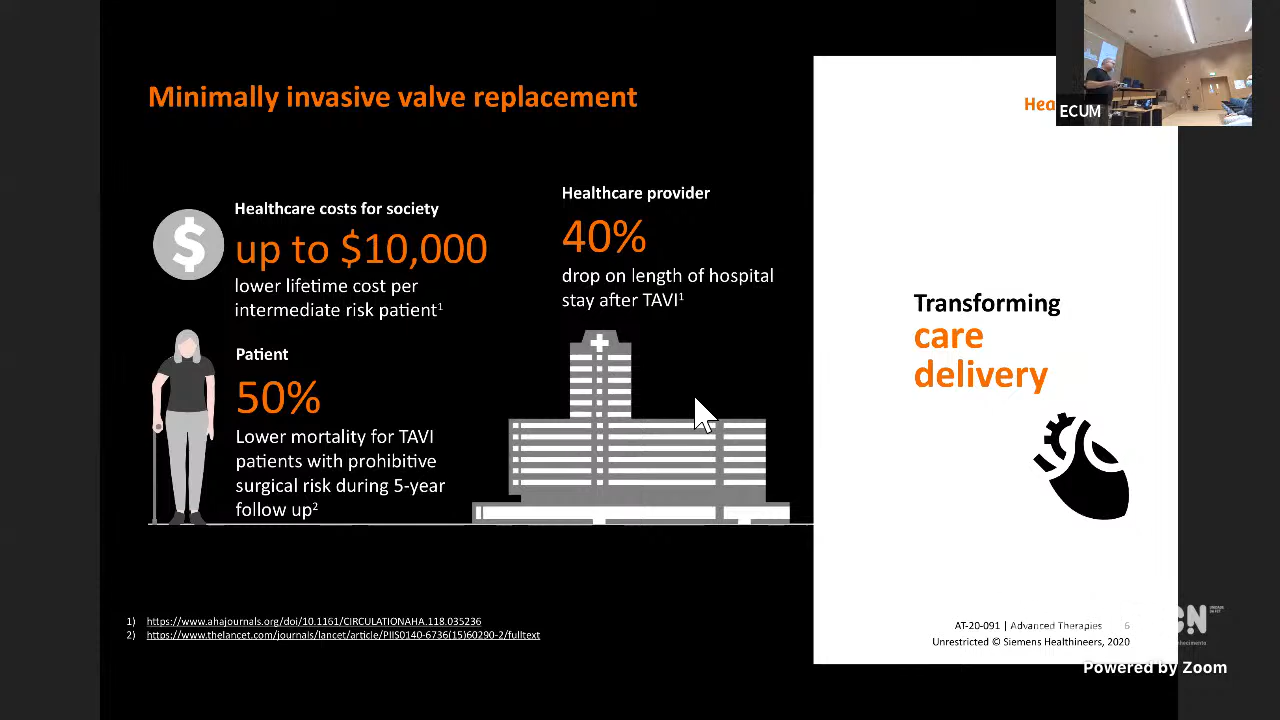 Minimally invasive valve replacement
Hea
ECUM
Healthcare costs for society
up to $10,000
lower lifetime cost per
intermediate risk patient¹
Healthcare provider
40%
drop on length of hospital
stay after TAVI¹
Patient
50%
Lower mortality for TAVI
patients with prohibitive
surgical risk during 5-year
follow up²
Transforming
care
delivery
1) https://www.ahajournals.org/doi/10.1161/CIRCULATIONAHA.118.035236
2) https://www.thelancet.com/journals/lancet/article/PIIS0140-6736(15)60290-2/fulltext
AT-20-091 | Advanced Therapies 6
Unrestricted © Siemens Healthineers, 2020
Powered by Zoom